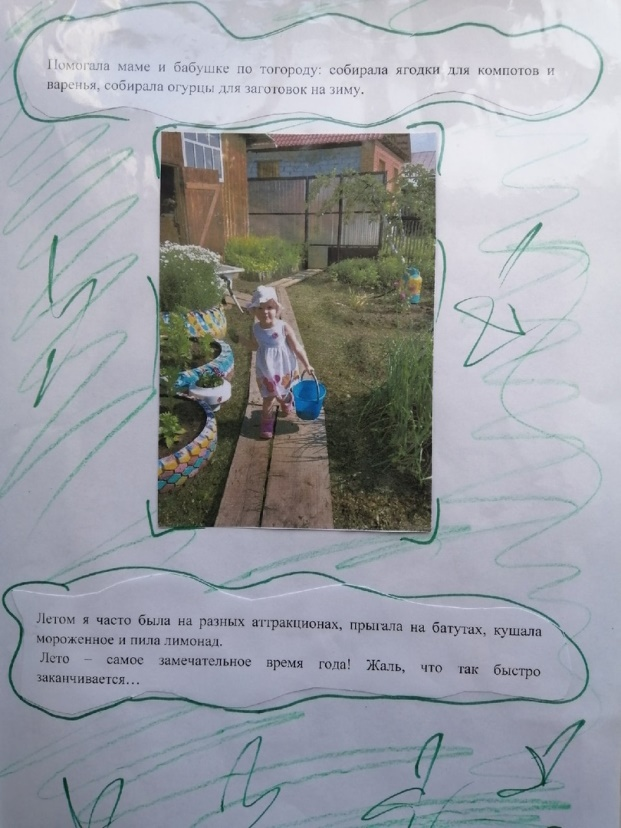 Помогала маме и бабушке по тогороду: собирала ягодки для компотов и
варенья, собирала огурцы для заготовок на зиму.
Летом я часто была на разных аттракционах, прыгала на батутах, кушала
мороженное и пила лимонад.
Лето – самое замечательное время года! Жаль, что так быстро
заканчивается…